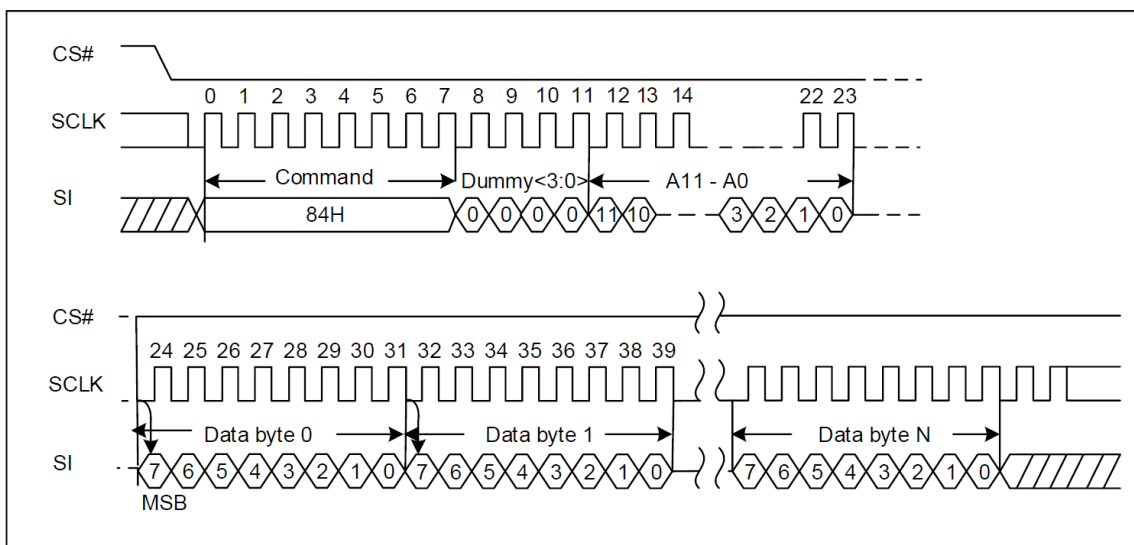 CS#
0 1 2 3 4 5 6 7 8 9 10 11 12 13 14 22 23
SCLK
Command Dummy<3:0> A11 - A0
SI
84H 0 0 0 0 11 10 3 2 1 0
CS#
24 25 26 27 28 29 30 31 32 33 34 35 36 37 38 39
SCLK
Data byte 0 Data byte 1 Data byte N
SI
7 6 5 4 3 2 1 0 7 6 5 4 3 2 1 0 7 6 5 4 3 2 1 0
MSB